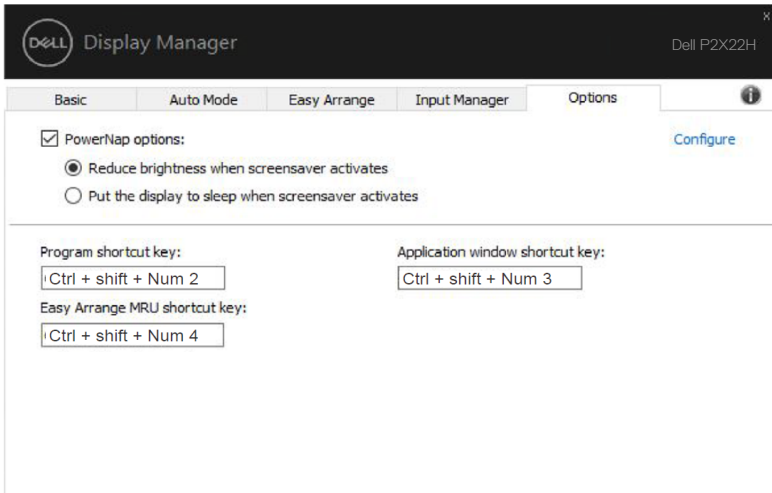 X
DELL Display Manager
Dell P2X22H
Basic Auto Mode Easy Arrange Input Manager Options
PowerNap options: Configure
Reduce brightness when screensaver activates
Put the display to sleep when screensaver activates
Program shortcut key: Application window shortcut key:
Ctrl + shift + Num 2 Ctrl + shift + Num 3
Easy Arrange MRU shortcut key:
Ctrl + shift + Num 4